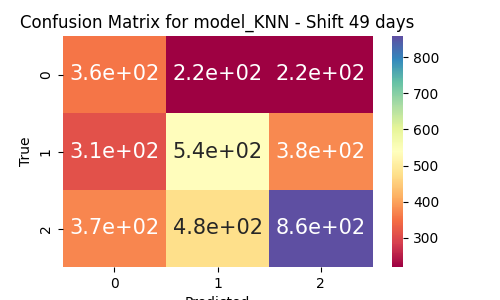 Confusion Matrix for model_KNN - Shift 49 days
True
0
3.6e+02 2.2e+02 2.2e+02
1
3.1e+02 5.4e+02 3.8e+02
2
3.7e+02 4.8e+02 8.6e+02
0 1 2
Predicted
800
700
600
500
400
300